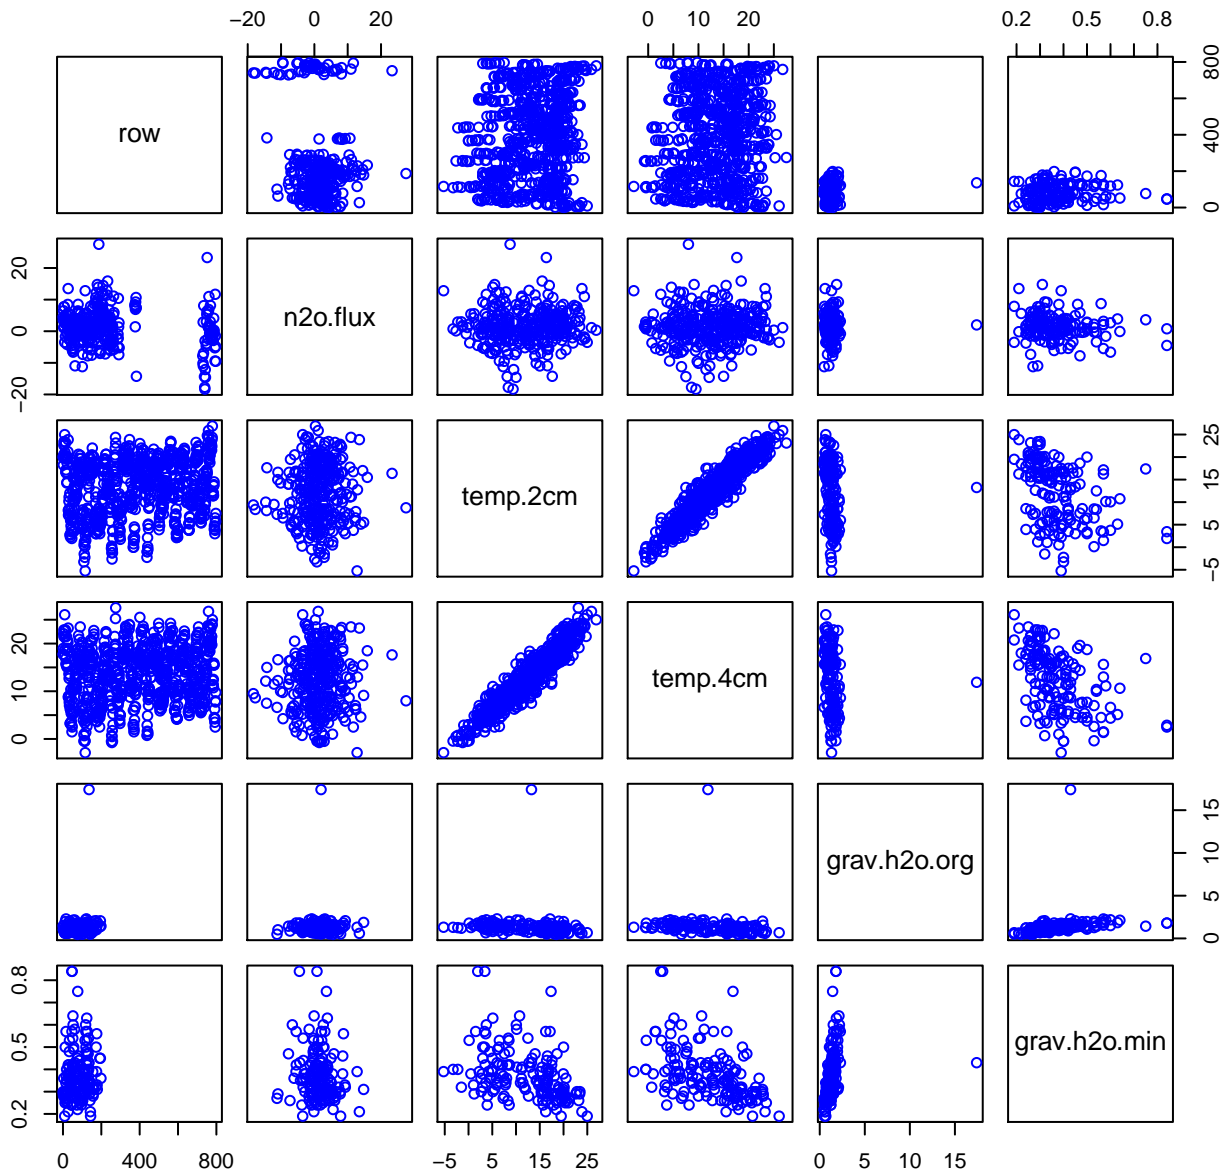 −20 0 20 0 10 20 0.2 0.5 0.8
row 0 400 800
−20 0 20 n2o.flux
temp.2cm −5 5 15 25
0 10 20 temp.4cm
grav.h2o.org 0 5 10 15
0.2 0.5 0.8 grav.h2o.min
0 400 800 −5 5 15 25 0 5 10 15